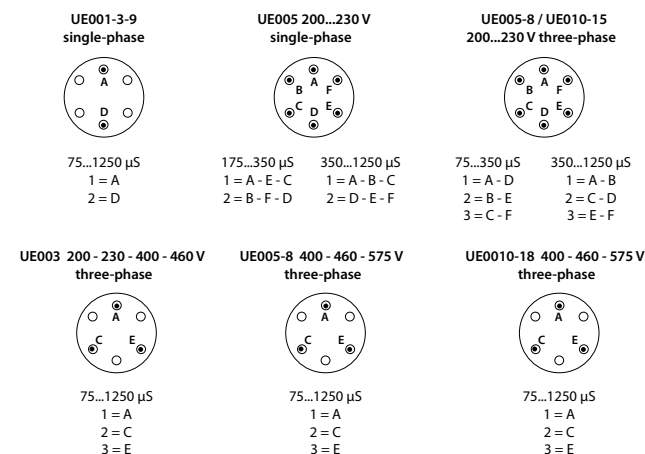 UE001-3-9
single-phase
A
D
75...1250 µS
1 = A
2 = D
UE005 200...230 V
single-phase
A
B F
C E
D
175...350 µS 350...1250 µS
1 = A - E - C 1 = A - B - C
2 = B - F - D 2 = D - E - F
UE005-8 / UE010-15
200...230 V three-phase
A
B F
C E
D
75...350 µS 350...1250 µS
1 = A - D 1 = A - B
2 = B - E 2 = C - D
3 = C - F 3 = E - F
UE003 200 - 230 - 400 - 460 V
three-phase
A
C E
75...1250 µS
1 = A
2 = C
3 = E
UE005-8 400 - 460 - 575 V
three-phase
A
C E
75...1250 µS
1 = A
2 = C
3 = E
UE0010-18 400 - 460 - 575 V
three-phase
A
C E
75...1250 µS
1 = A
2 = C
3 = E